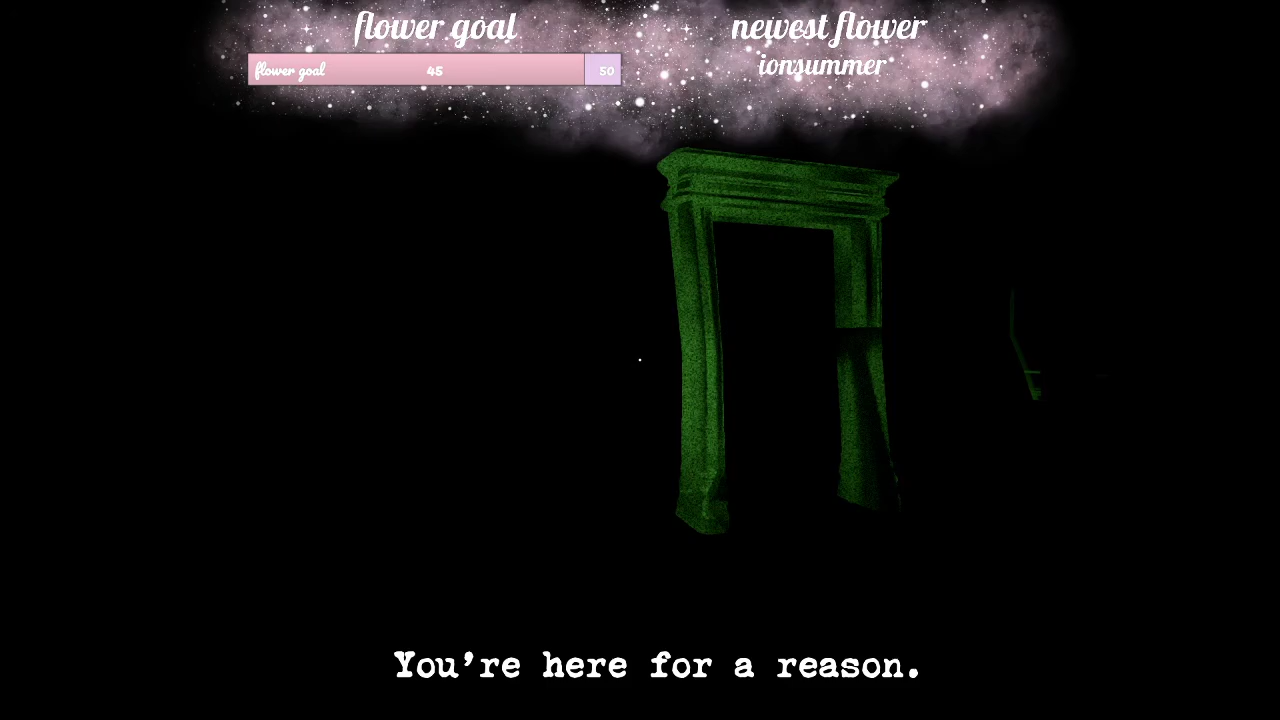 flower goal
newest flower
flower goal 45 50
ionsummer
You're here for a reason.